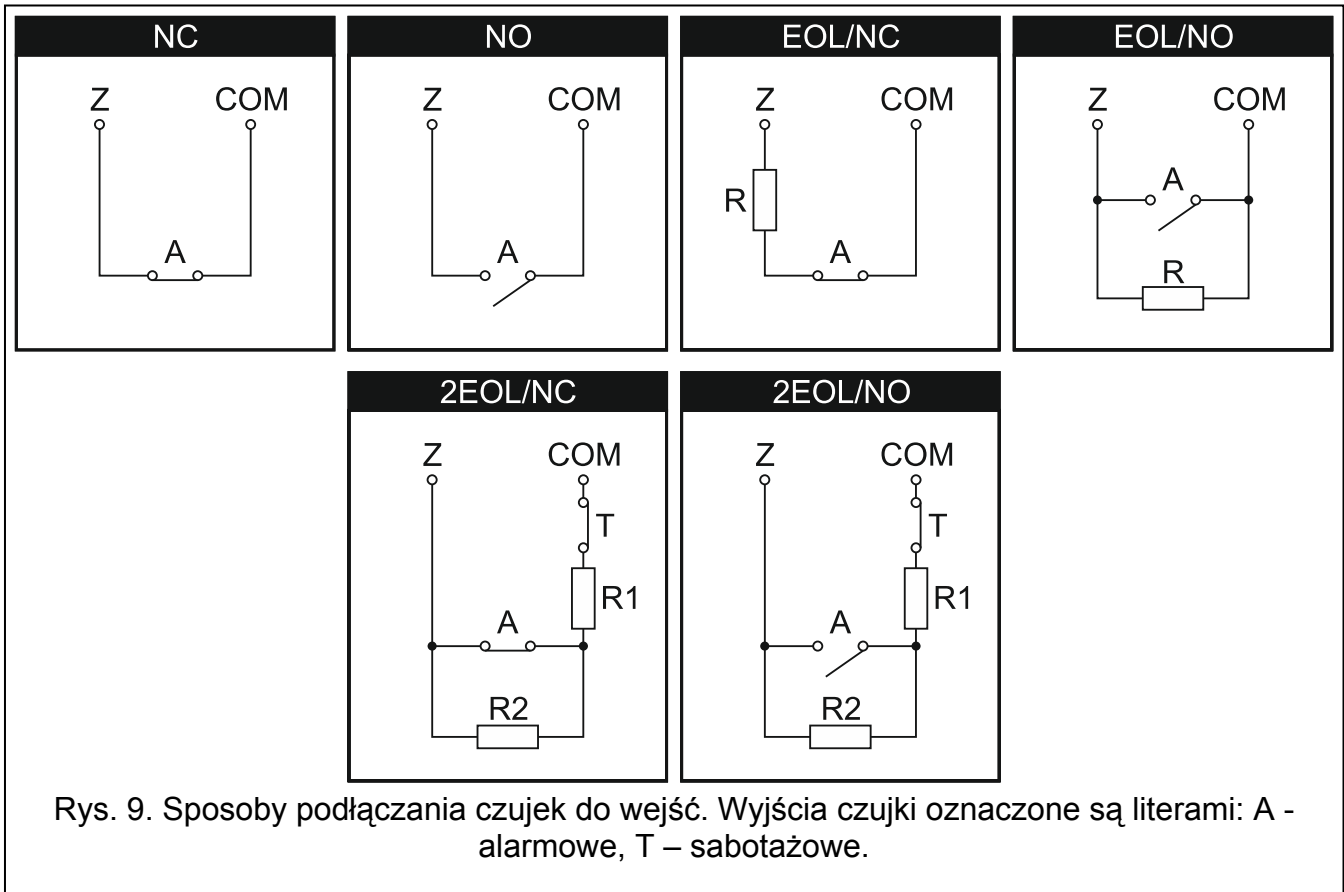 NC
Z COM
A
NO
Z COM
A
EOL/NC
Z COM
R
A
EOL/NO
Z COM
A
R
2EOL/NC
Z COM
T
R1
A
R2
2EOL/NO
Z COM
T
R1
A
R2
Rys. 9. Sposoby podłączania czujek do wejść. Wyjścia czujki oznaczone są literami: A -
alarmowe, T – sabotażowe.